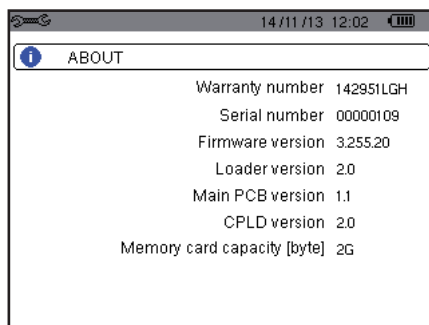 14/11/13 12:02
ABOUT
Warranty number 142951LGH
Serial number 00000109
Firmware version 3.255.20
Loader version 2.0
Main PCB version 1.1
CPLD version 2.0
Memory card capacity [byte] 2G